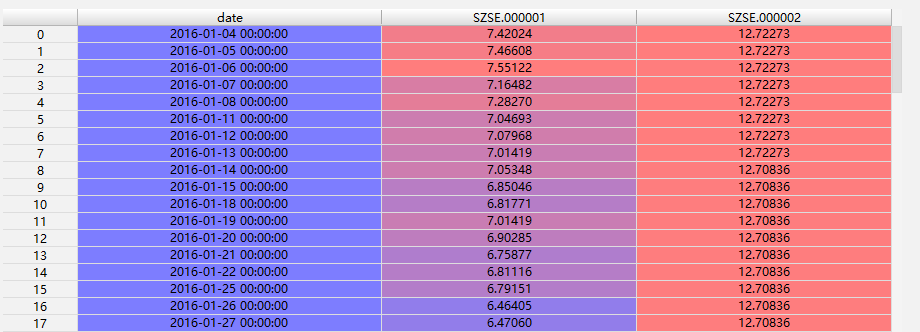 date SZSE.000001 SZSE.000002
0 2016-01-04 00:00:00 7.42024 12.72273
1 2016-01-05 00:00:00 7.46608 12.72273
2 2016-01-06 00:00:00 7.55122 12.72273
3 2016-01-07 00:00:00 7.16482 12.72273
4 2016-01-08 00:00:00 7.28270 12.72273
5 2016-01-11 00:00:00 7.04693 12.72273
6 2016-01-12 00:00:00 7.07968 12.72273
7 2016-01-13 00:00:00 7.01419 12.72273
8 2016-01-14 00:00:00 7.05348 12.70836
9 2016-01-15 00:00:00 6.85046 12.70836
10 2016-01-18 00:00:00 6.81771 12.70836
11 2016-01-19 00:00:00 7.01419 12.70836
12 2016-01-20 00:00:00 6.90285 12.70836
13 2016-01-21 00:00:00 6.75877 12.70836
14 2016-01-22 00:00:00 6.81116 12.70836
15 2016-01-25 00:00:00 6.79151 12.70836
16 2016-01-26 00:00:00 6.46405 12.70836
17 2016-01-27 00:00:00 6.47060 12.70836